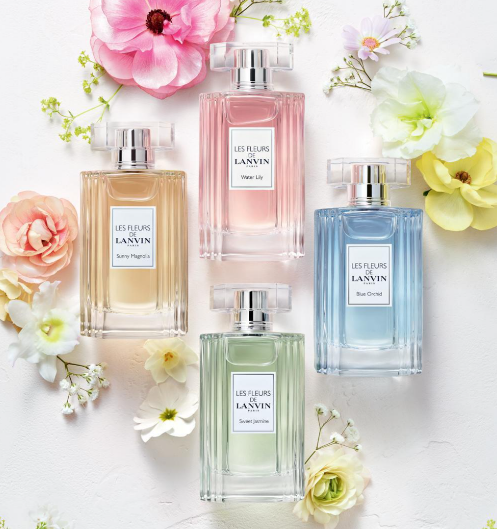 LES FLEURS
DE
LANVIN
PARIS
Water Lily
LES FLEURS
DE
LANVIN
PARIS
Sunny Magnolia
LES FLEURS
DE
LANVIN
PARIS
Blue Orchid
LES FLEURS
DE
LANVIN
PARIS
Sweet Jasmine